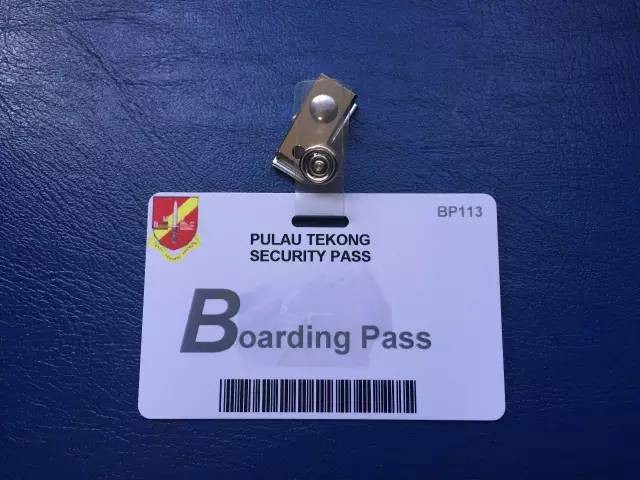 BP113
PULAU TEKONG
SECURITY PASS
Boarding Pass